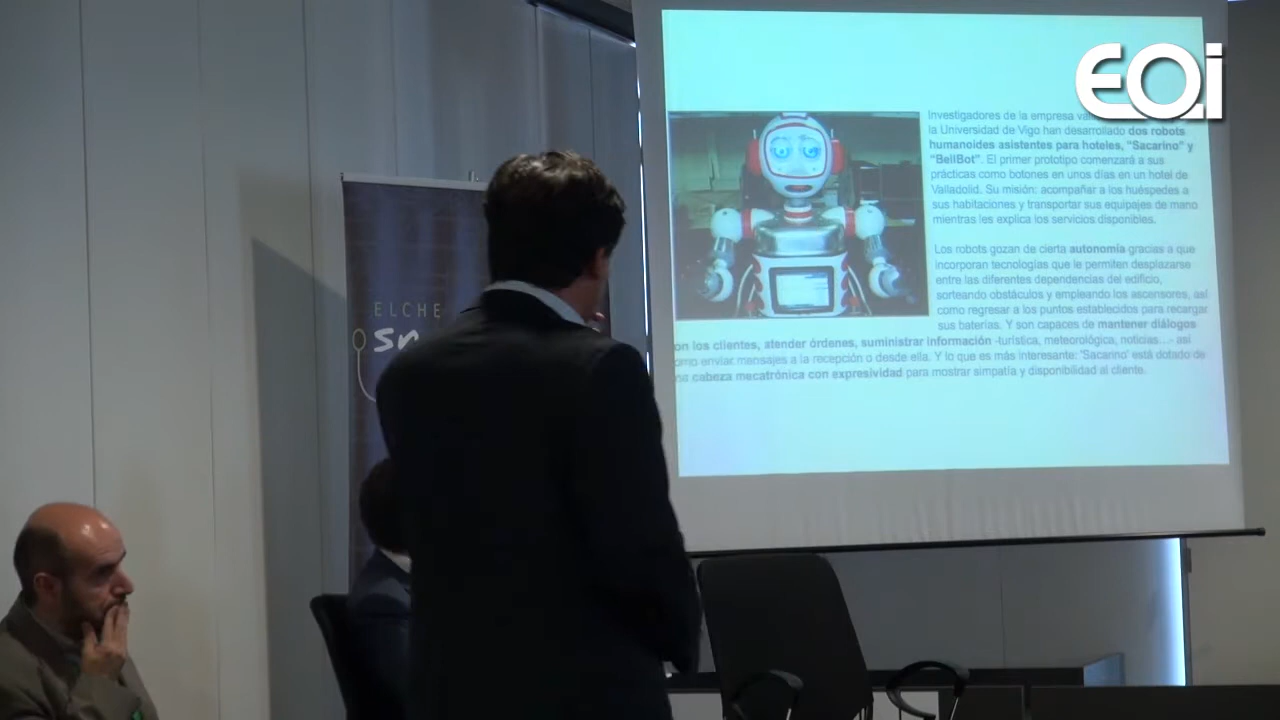 EOi
Investigadores de la empresa
la Universidad de Vigo han desarrollado dos robots
humanoides asistentes para hoteles, “Sacarino” y
“BellBot”. El primer prototipo comenzará a sus
prácticas como botones en unos días en un hotel de
Valladolid. Su misión: acompañar a los huéspedes a
sus habitaciones y transportar sus equipajes de mano
mientras les explica los servicios disponibles.
Los robots gozan de cierta autonomía gracias a que
incorporan tecnologías que le permiten desplazarse
entre las diferentes dependencias del edificio,
sorteando obstáculos y empleando los ascensores, así
como regresar a los puntos establecidos para recargar
sus baterías. Y son capaces de mantener diálogos
on los clientes, atender órdenes, suministrar información -turística, meteorológica, noticias...- así
omo enviar mensajes a la recepción o desde ella. Y lo que es más interesante: 'Sacarino' está dotado de
na cabeza mecatrónica con expresividad para mostrar simpatía y disponibilidad al cliente.
ELCHE